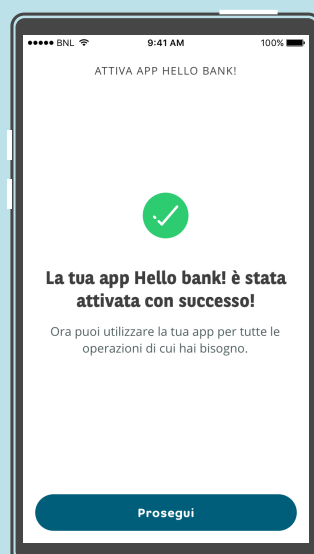 BNL 9:41 AM 100%
ATTIVA APP HELLO BANK!
La tua app Hello bank! è stata
attivata con successo!
Ora puoi utilizzare la tua app per tutte le
operazioni di cui hai bisogno.
Prosegui